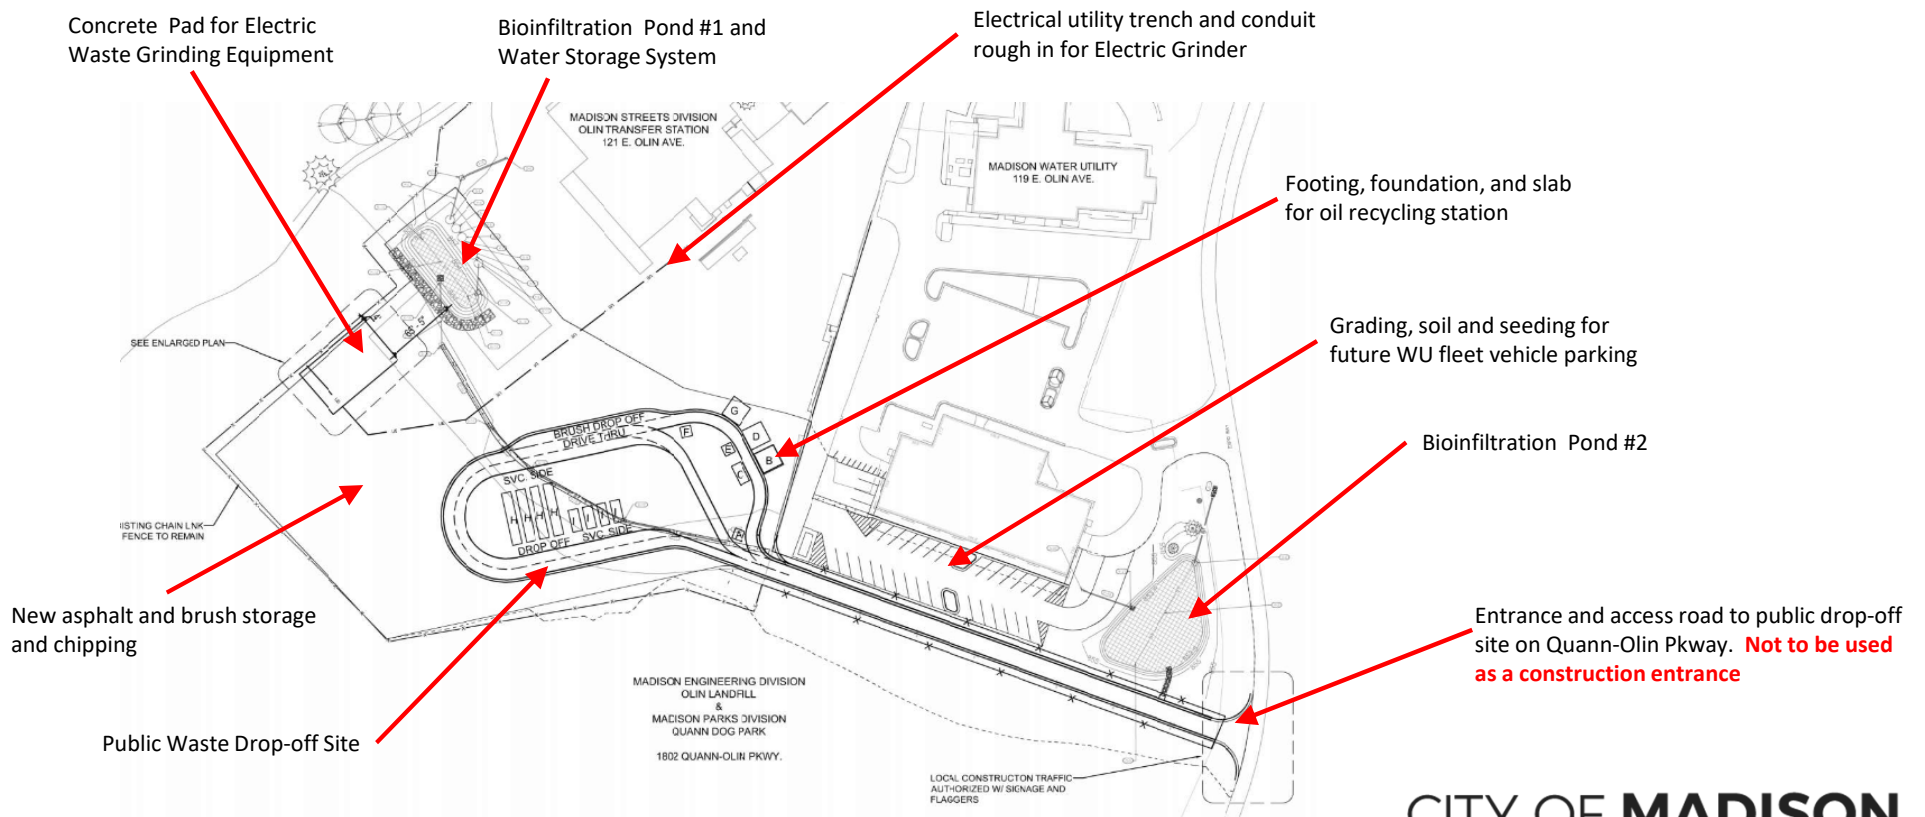 Concrete  Pad for Electric
Waste Grinding Equipment
Bioinfiltration  Pond #1 and
Water Storage System
Electrical utility trench and conduit
rough in for Electric Grinder
MADISON STREETS DIVISION
OLIN TRANSFER STATION
121 E. OLIN AVE.
MADISON WATER UTILITY
119 E. OLIN AVE.
Footing, foundation, and slab
for oil recycling station
Grading, soil and seeding for
future WU fleet vehicle parking
SEE ENLARGED PLAN
BRUSH DROP OFF
DRIVE THRU
G
D
B
F
E
C
A
SVC. SIDE
H H H H
DROP OFF SVC. SIDE
Bioinfiltration  Pond #2
ISTING CHAIN LNK
FENCE TO REMAIN
New asphalt and brush storage
and chipping
Entrance and access road to public drop-off
site on Quann-Olin Pkway.  Not to be used
as a construction entrance
MADISON ENGINEERING DIVISION
OLIN LANDFILL
&
MADISON PARKS DIVISION
QUANN DOG PARK
1802 QUANN-OLIN PKWY.
Public Waste Drop-off Site
LOCAL CONSTRUCTON TRAFFIC
AUTHORIZED W/ SIGNAGE AND
FLAGGERS
CITY OF MADISON